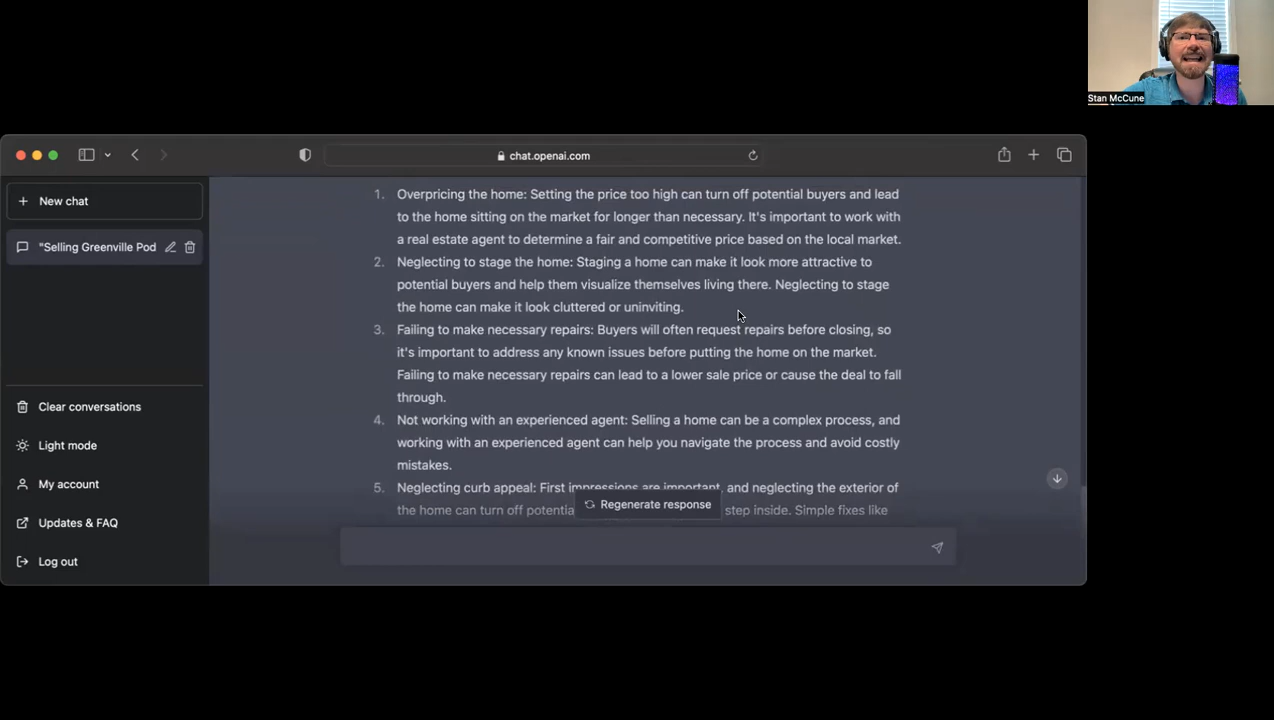 Stan McCune
chat.openai.com
New chat
"Selling Greenville Pod
Clear conversations
Light mode
My account
Updates & FAQ
Log out
1. Overpricing the home: Setting the price too high can turn off potential buyers and lead
to the home sitting on the market for longer than necessary. It's important to work with
a real estate agent to determine a fair and competitive price based on the local market.
2. Neglecting to stage the home: Staging a home can make it look more attractive to
potential buyers and help them visualize themselves living there. Neglecting to stage
the home can make it look cluttered or uninviting.
3. Failing to make necessary repairs: Buyers will often request repairs before closing, so
it's important to address any known issues before putting the home on the market.
Failing to make necessary repairs can lead to a lower sale price or cause the deal to fall
through.
4. Not working with an experienced agent: Selling a home can be a complex process, and
working with an experienced agent can help you navigate the process and avoid costly
mistakes.
5. Neglecting curb appeal: First impressions are important, and neglecting the exterior of
the home can turn off potentia step inside. Simple fixes like
Regenerate response